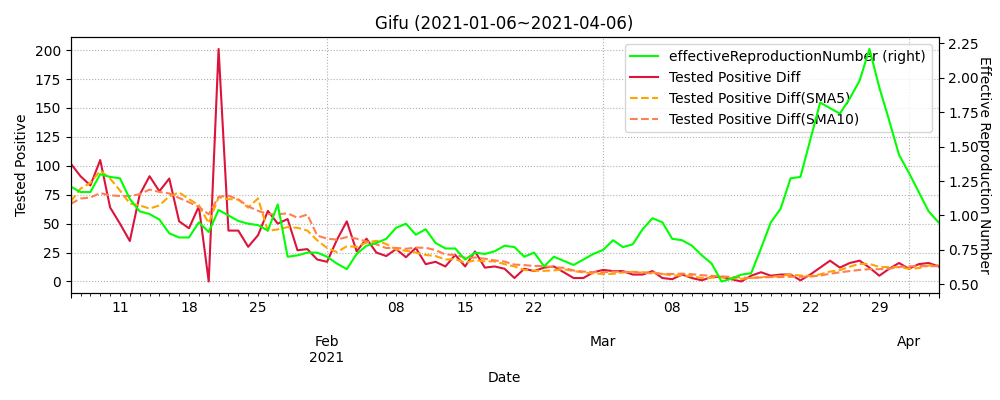 Gifu (2021-01-06~2021-04-06)
effectiveReproductionNumber (right)
Tested Positive Diff
Tested Positive Diff(SMA5)
Tested Positive Diff(SMA10)
Tested Positive
200
175
150
125
100
75
50
25
0
2.25
2.00
1.75
1.50
1.25
1.00
0.75
0.50
Effective Reproduction Number
11 18 25 08 15 22 08 15 22 29
Feb Mar Apr
2021
Date